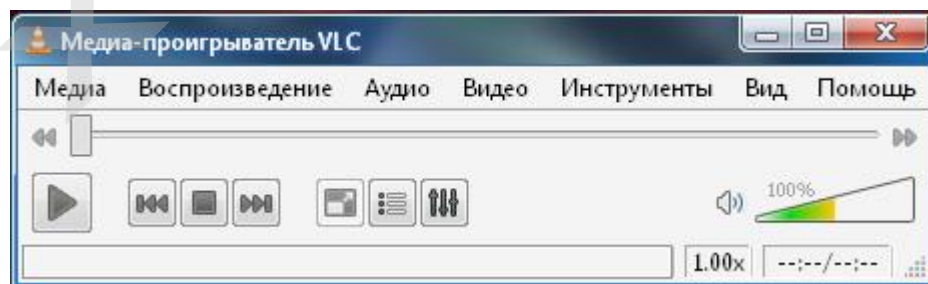 Медиа-проигрыватель VLC
Медиа Воспроизведение Аудио Видео Инструменты Вид Помощь
100%
1.00x --:--/--:--